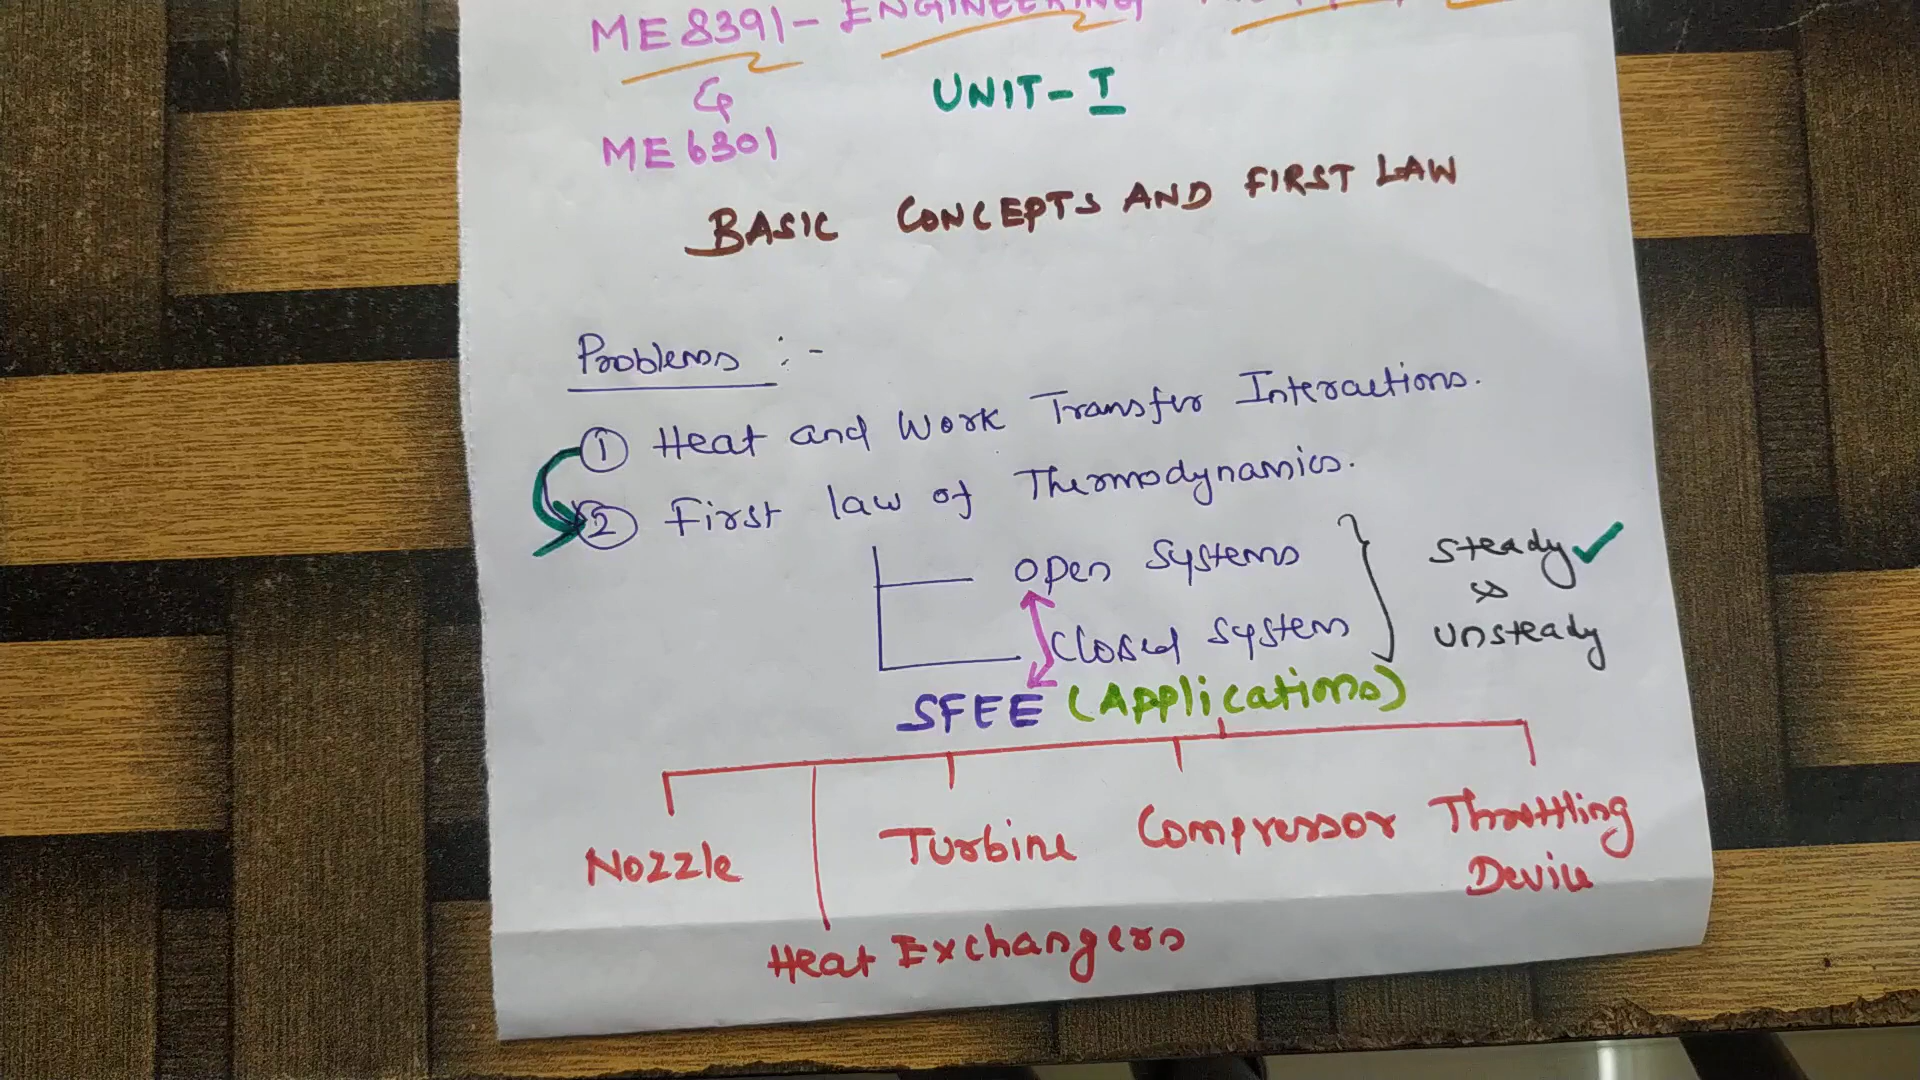 ME8391- ENGINEERING
&
ME6301
UNIT-I
BASIC CONCEPTS AND FIRST LAW
Problems :-
① Heat and Work Transfer Interactions.
② First law of Thermodynamics.
open systems
closed system
steady ✓
&
unsteady
SFEE (Applications)
Nozzle
Turbine
Compressor
Throttling
Device
Heat Exchangers